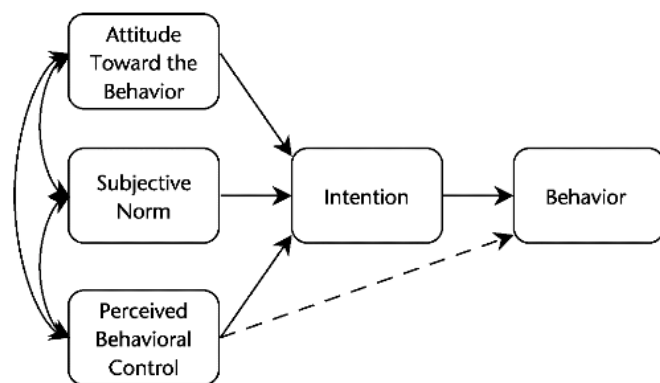 Attitude
Toward the
Behavior
Subjective
Norm
Intention
Behavior
Perceived
Behavioral
Control